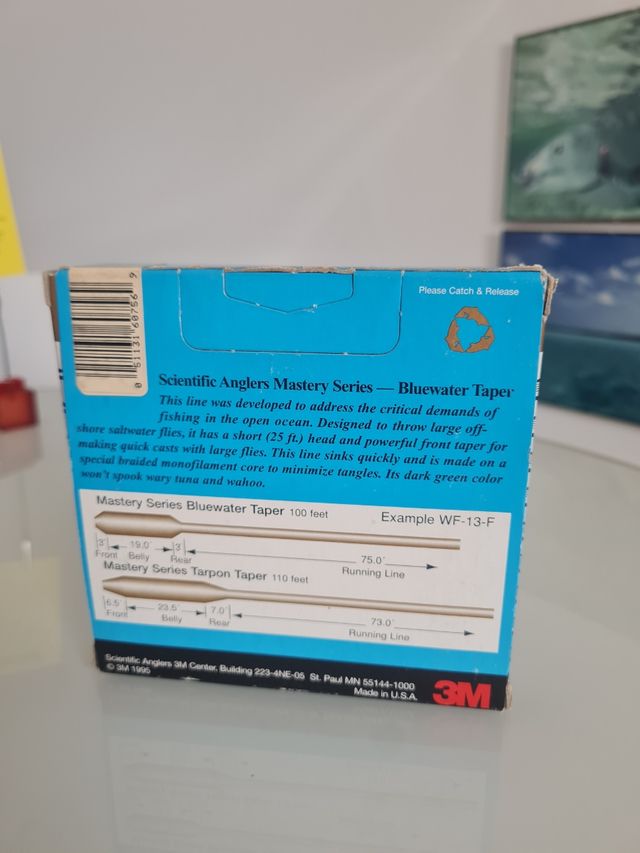 Please Catch & Release
0 51131 60756 9
Scientific Anglers Mastery Series — Bluewater Taper
This line was developed to address the critical demands of
fishing in the open ocean. Designed to throw large off-
shore saltwater flies, it has a short (25 ft.) head and powerful front taper for
making quick casts with large flies. This line sinks quickly and is made on a
special braided monofilament core to minimize tangles. Its dark green color
won't spook wary tuna and wahoo.
Mastery Series Bluewater Taper 100 feet
Example WF-13-F
3' 19.0' 3' 75.0'
Front Belly Rear Running Line
Mastery Series Tarpon Taper 110 feet
6.5' 23.5' 7.0' 73.0'
Front Belly Rear Running Line
Scientific Anglers 3M Center, Building 223-4NE-05 St. Paul MN 55144-1000
© 3M 1995
Made in U.S.A.
3M